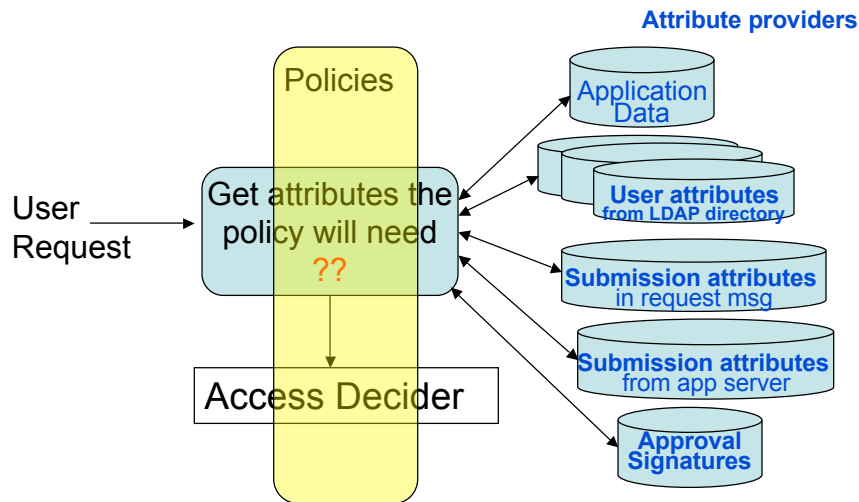 Attribute providers
Policies
Application
Data
User attributes
from LDAP directory
Get attributes the
policy will need
??
User
Request
Submission attributes
in request msg
Submission attributes
from app server
Access Decider
Approval
Signatures